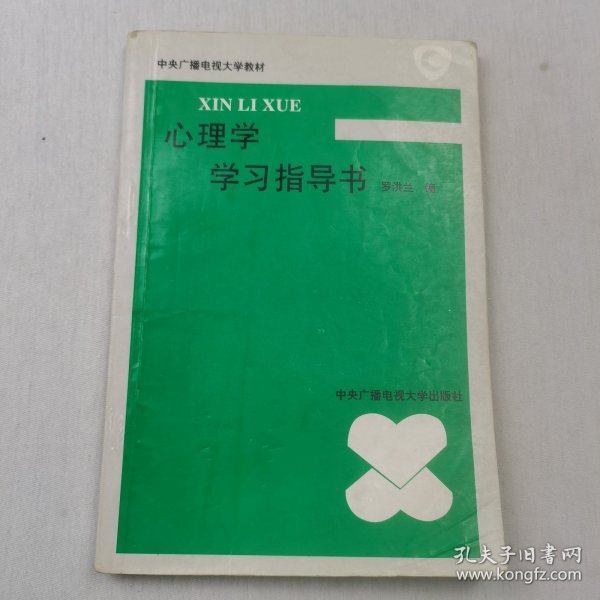 中央广播电视大学教材
XIN LI XUE
心理学
学习指导书
罗洪兰 编
中央广播电视大学出版社
孔夫子旧书网
www.kongfz.com